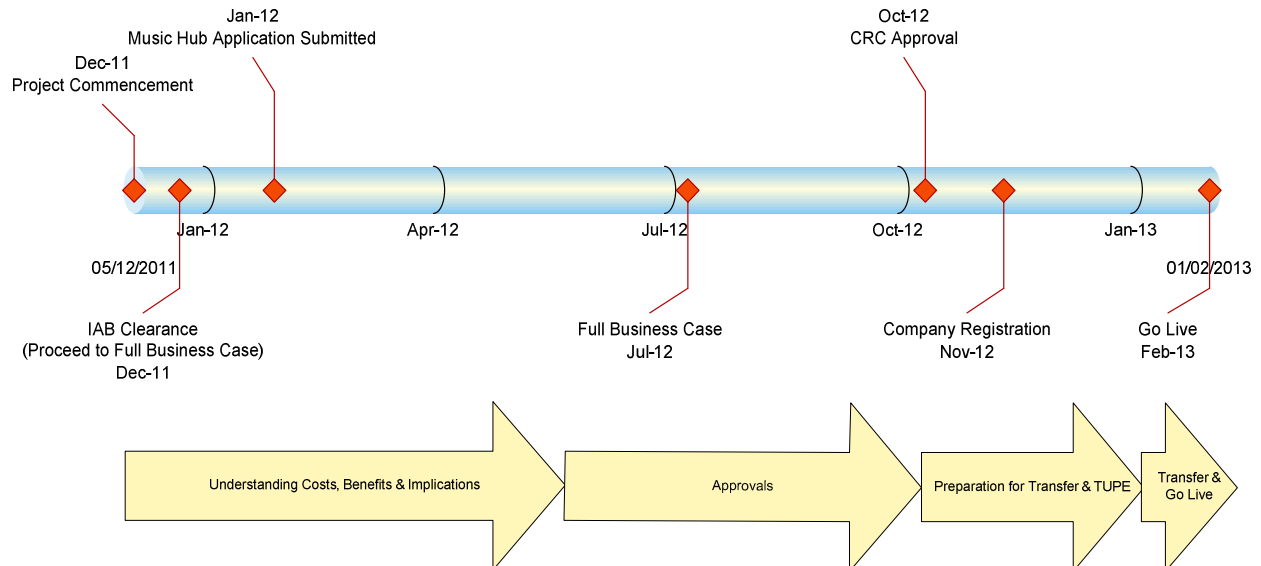 Jan-12
Music Hub Application Submitted
Oct-12
CRC Approval
Dec-11
Project Commencement
Jan-12
Apr-12
Jul-12
Oct-12
Jan-13
05/12/2011
01/02/2013
IAB Clearance
(Proceed to Full Business Case)
Dec-11
Full Business Case
Jul-12
Company Registration
Nov-12
Go Live
Feb-13
Understanding Costs, Benefits & Implications
Approvals
Preparation for Transfer & TUPE
Transfer &
Go Live